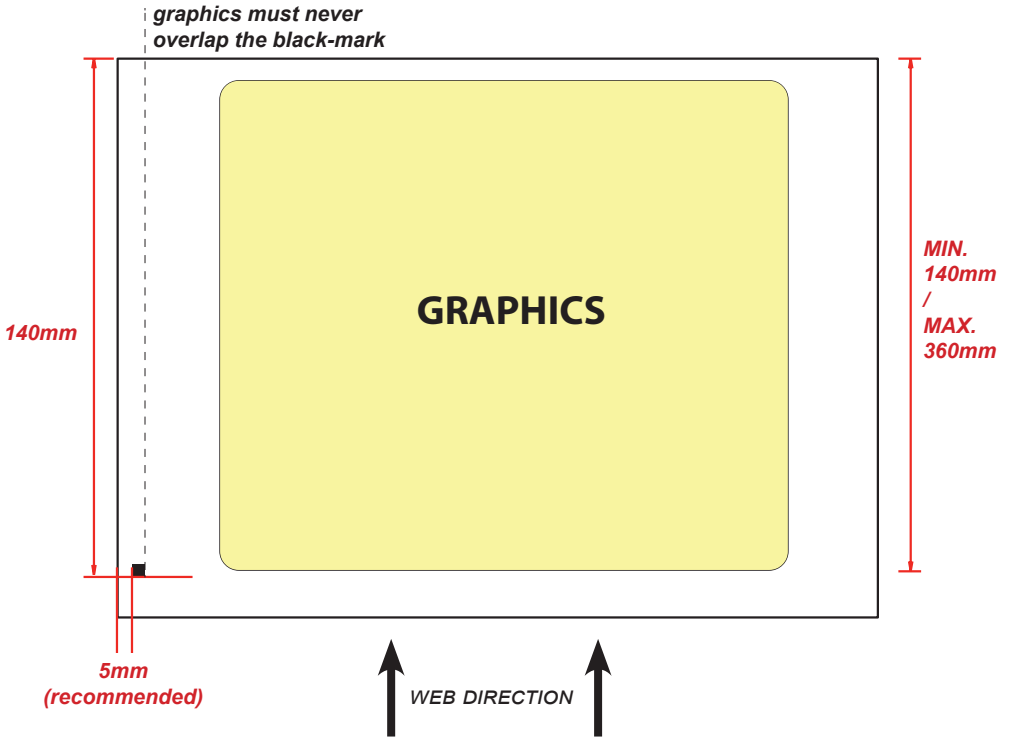 graphics must never
overlap the black-mark
GRAPHICS
140mm
MIN.
140mm
/
MAX.
360mm
5mm
(recommended)
WEB DIRECTION